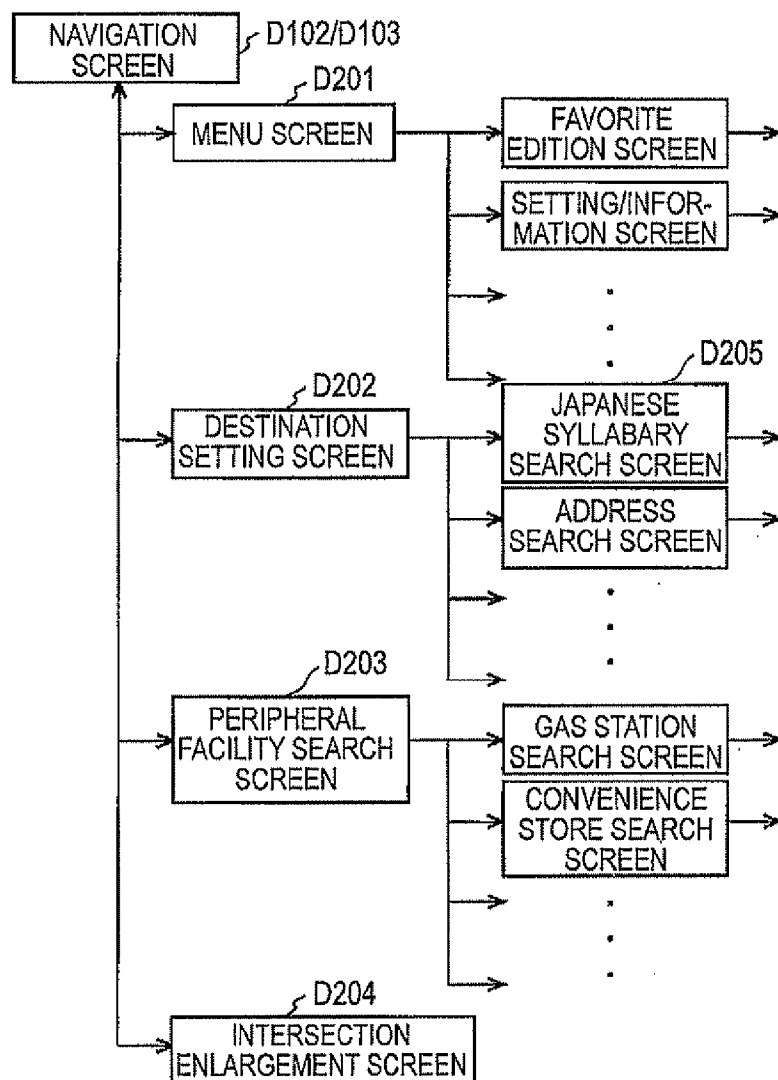 NAVIGATION
SCREEN
D102/D103
D201
MENU SCREEN
FAVORITE
EDITION SCREEN
SETTING/INFOR-
MATION SCREEN
D202
DESTINATION
SETTING SCREEN
D205
JAPANESE
SYLLABARY
SEARCH SCREEN
ADDRESS
SEARCH SCREEN
D203
PERIPHERAL
FACILITY SEARCH
SCREEN
GAS STATION
SEARCH SCREEN
CONVENIENCE
STORE SEARCH
SCREEN
D204
INTERSECTION
ENLARGEMENT SCREEN